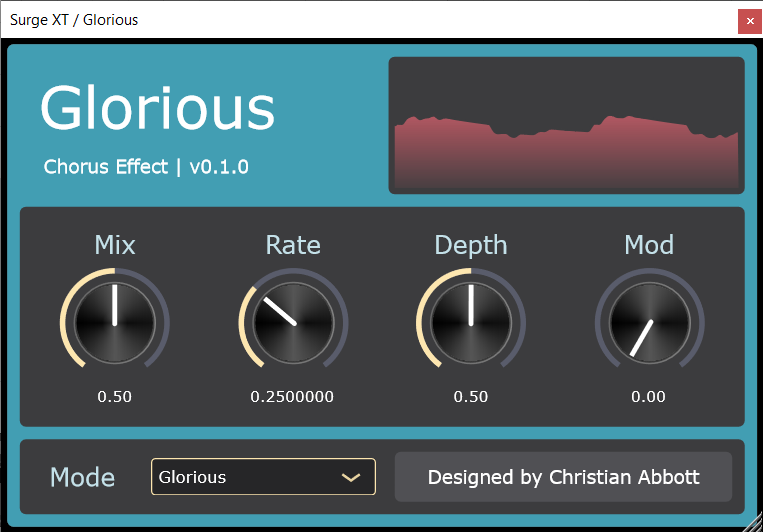 Surge XT / Glorious
Glorious
Chorus Effect | v0.1.0
Mix Rate Depth Mod
0.50 0.2500000 0.50 0.00
Mode Glorious Designed by Christian Abbott